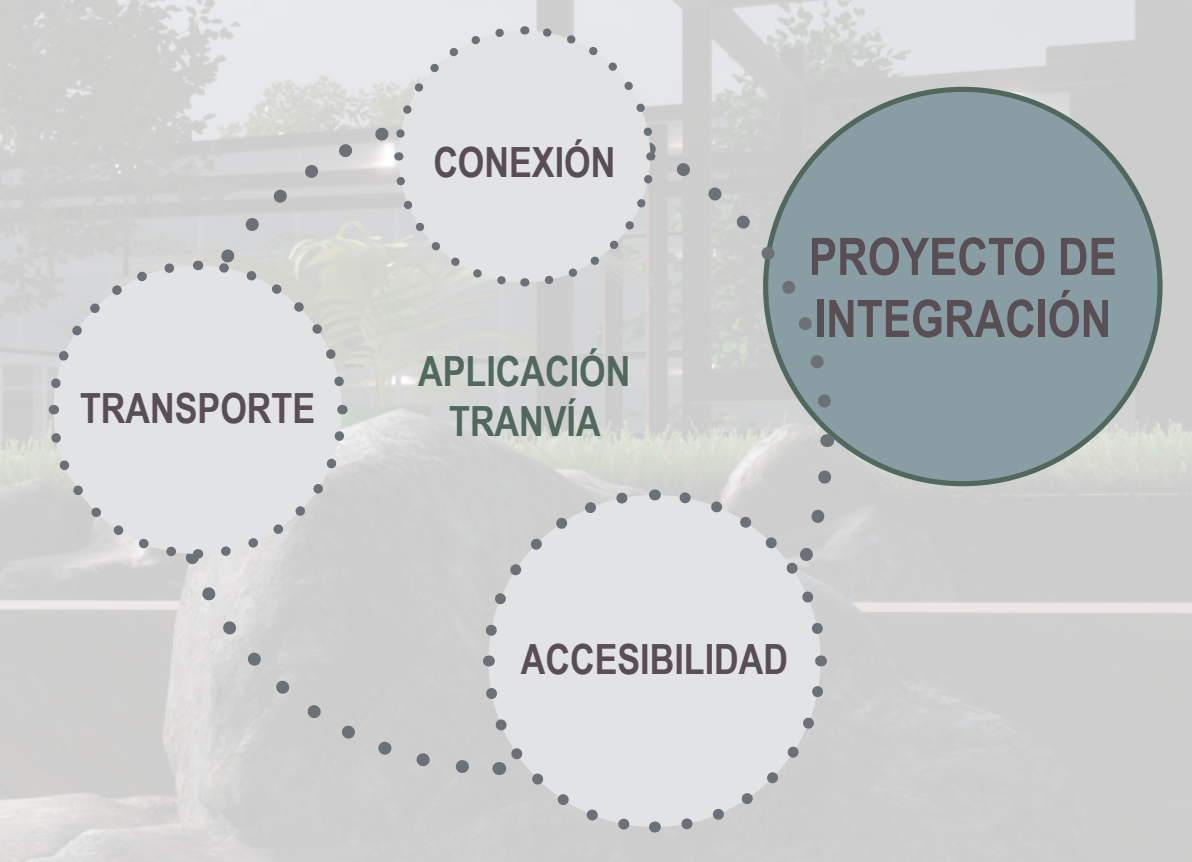 CONEXIÓN
PROYECTO DE
INTEGRACIÓN
APLICACIÓN
TRANVÍA
TRANSPORTE
ACCESIBILIDAD